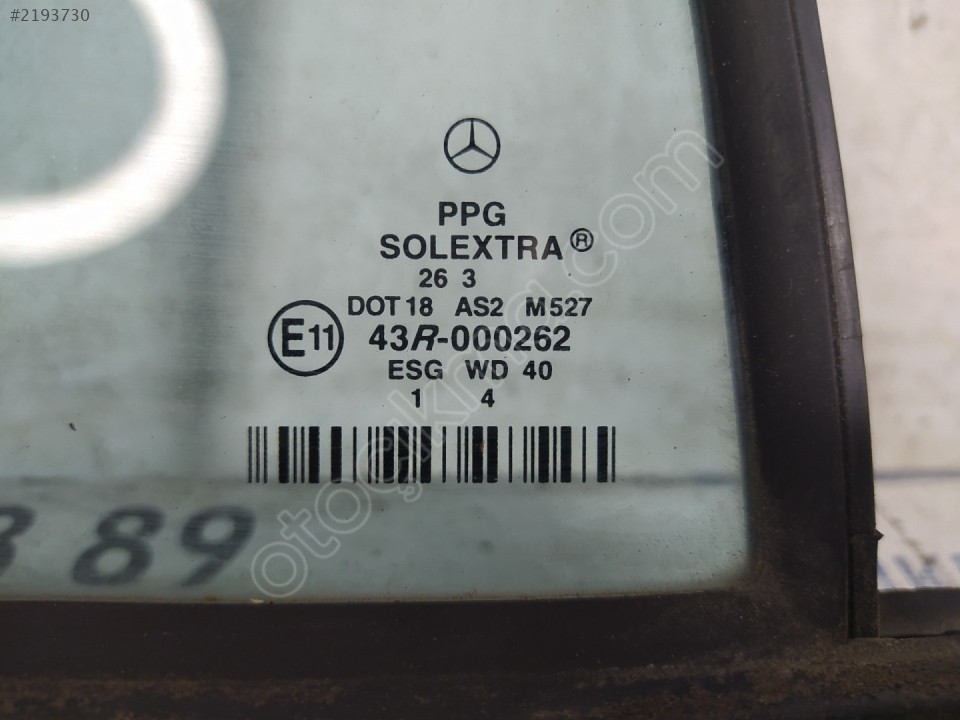 #2193730
PPG
SOLEXTRA®
26 3
DOT 18 AS2 M527
E11 43R-000262
ESG WD 40
1 4
89
otocikma.com